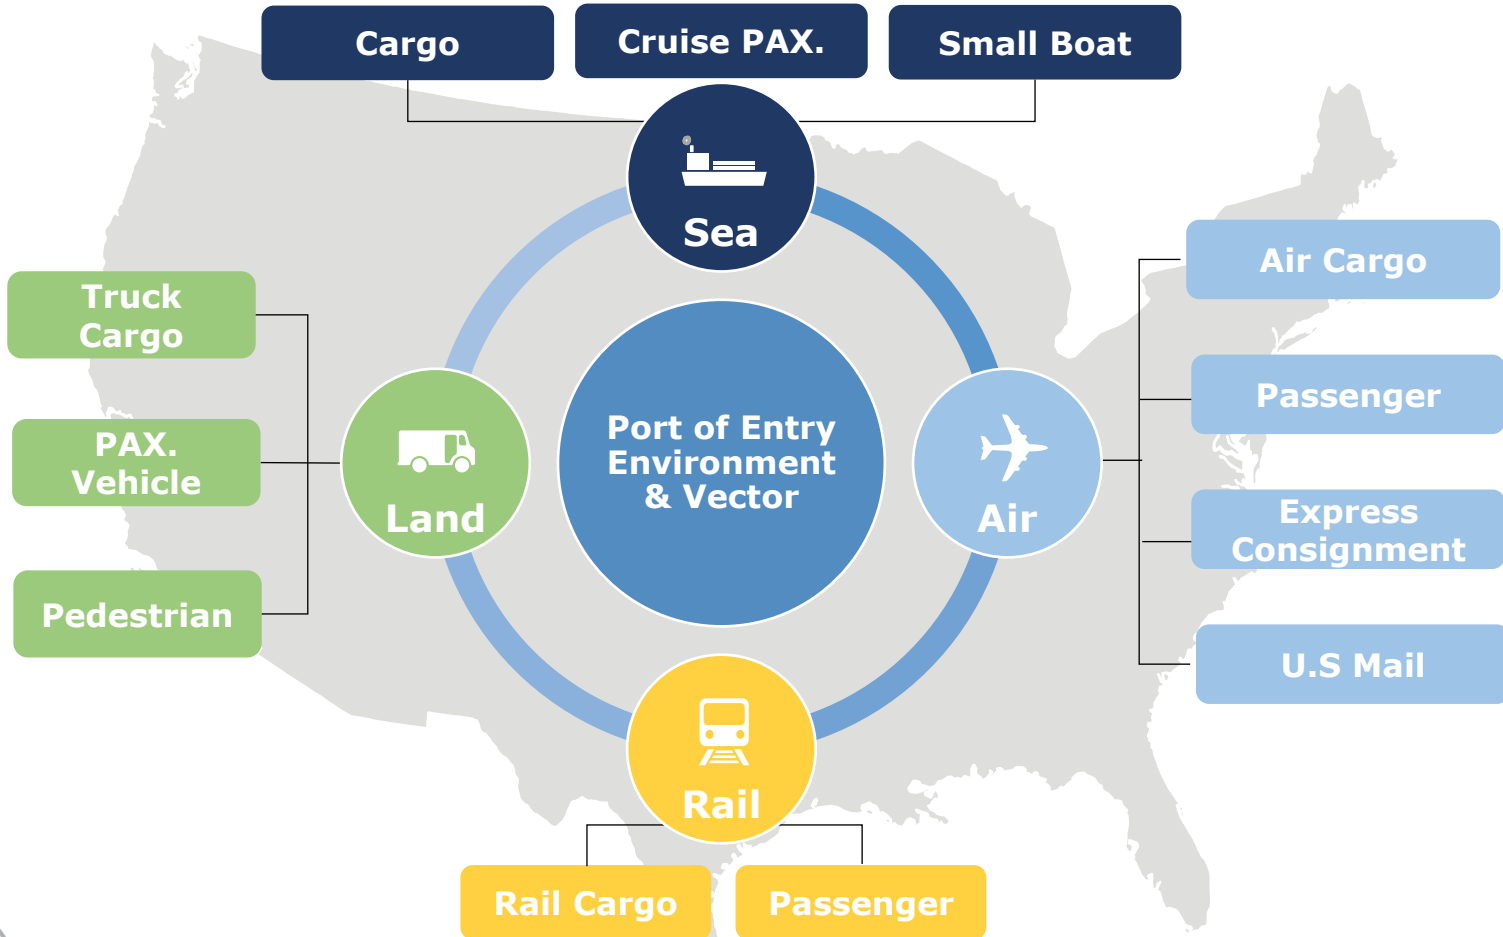 Cargo
Cruise PAX.
Small Boat
Sea
Air Cargo
Truck
Cargo
Passenger
PAX.
Vehicle
Port of Entry
Environment
& Vector
Land
Air
Express
Consignment
Pedestrian
U.S Mail
Rail
Rail Cargo
Passenger